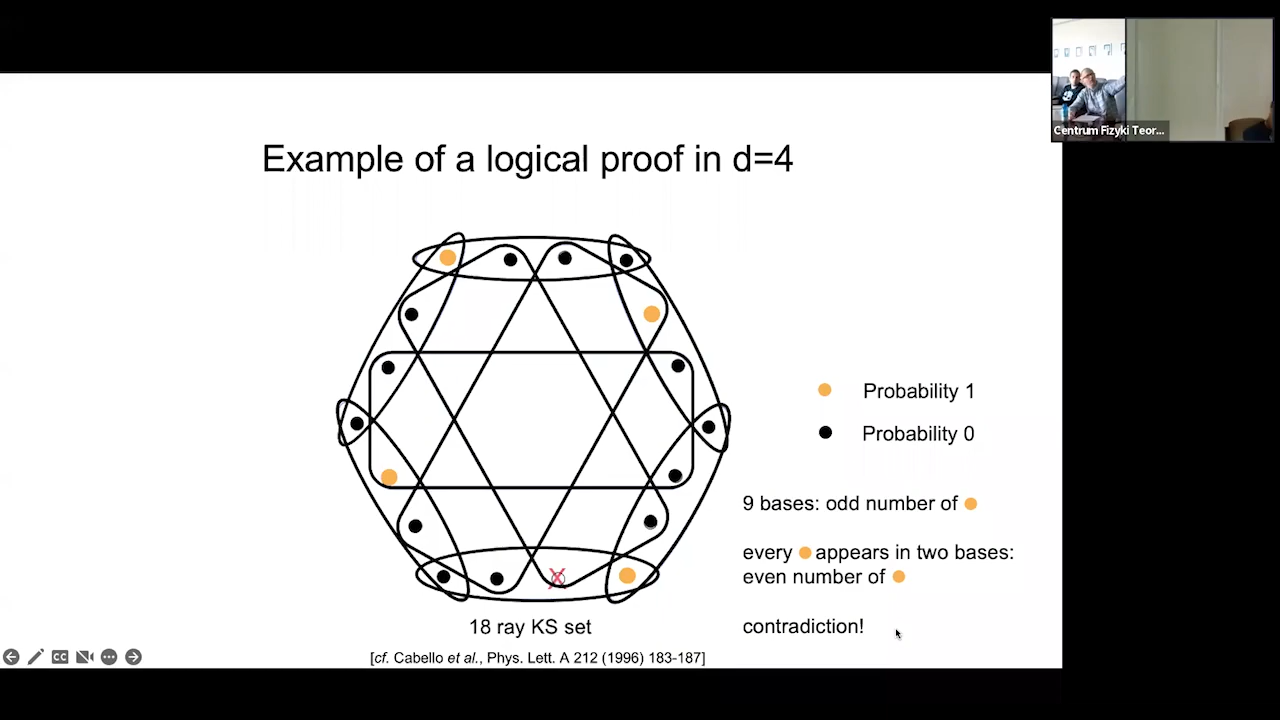 Centrum Fizyki Teor...
Example of a logical proof in d=4
Probability 1
Probability 0
9 bases: odd number of
every appears in two bases:
even number of
contradiction!
X
18 ray KS set
[cf. Cabello et al., Phys. Lett. A 212 (1996) 183-187]
CC